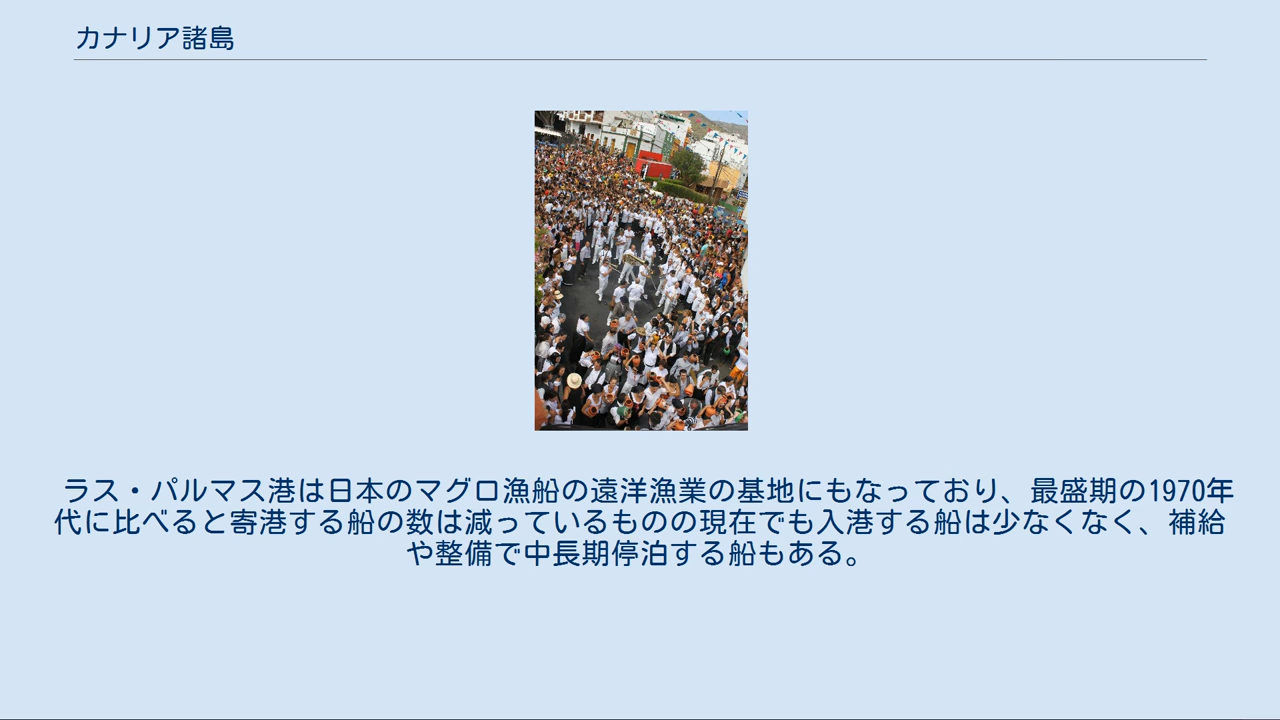 カナリア諸島
ラス・パルマス港は日本のマグロ漁船の遠洋漁業の基地にもなっており、最盛期の1970年
代に比べると寄港する船の数は減っているものの現在でも入港する船は少なくなく、補給
や整備で中長期停泊する船もある。